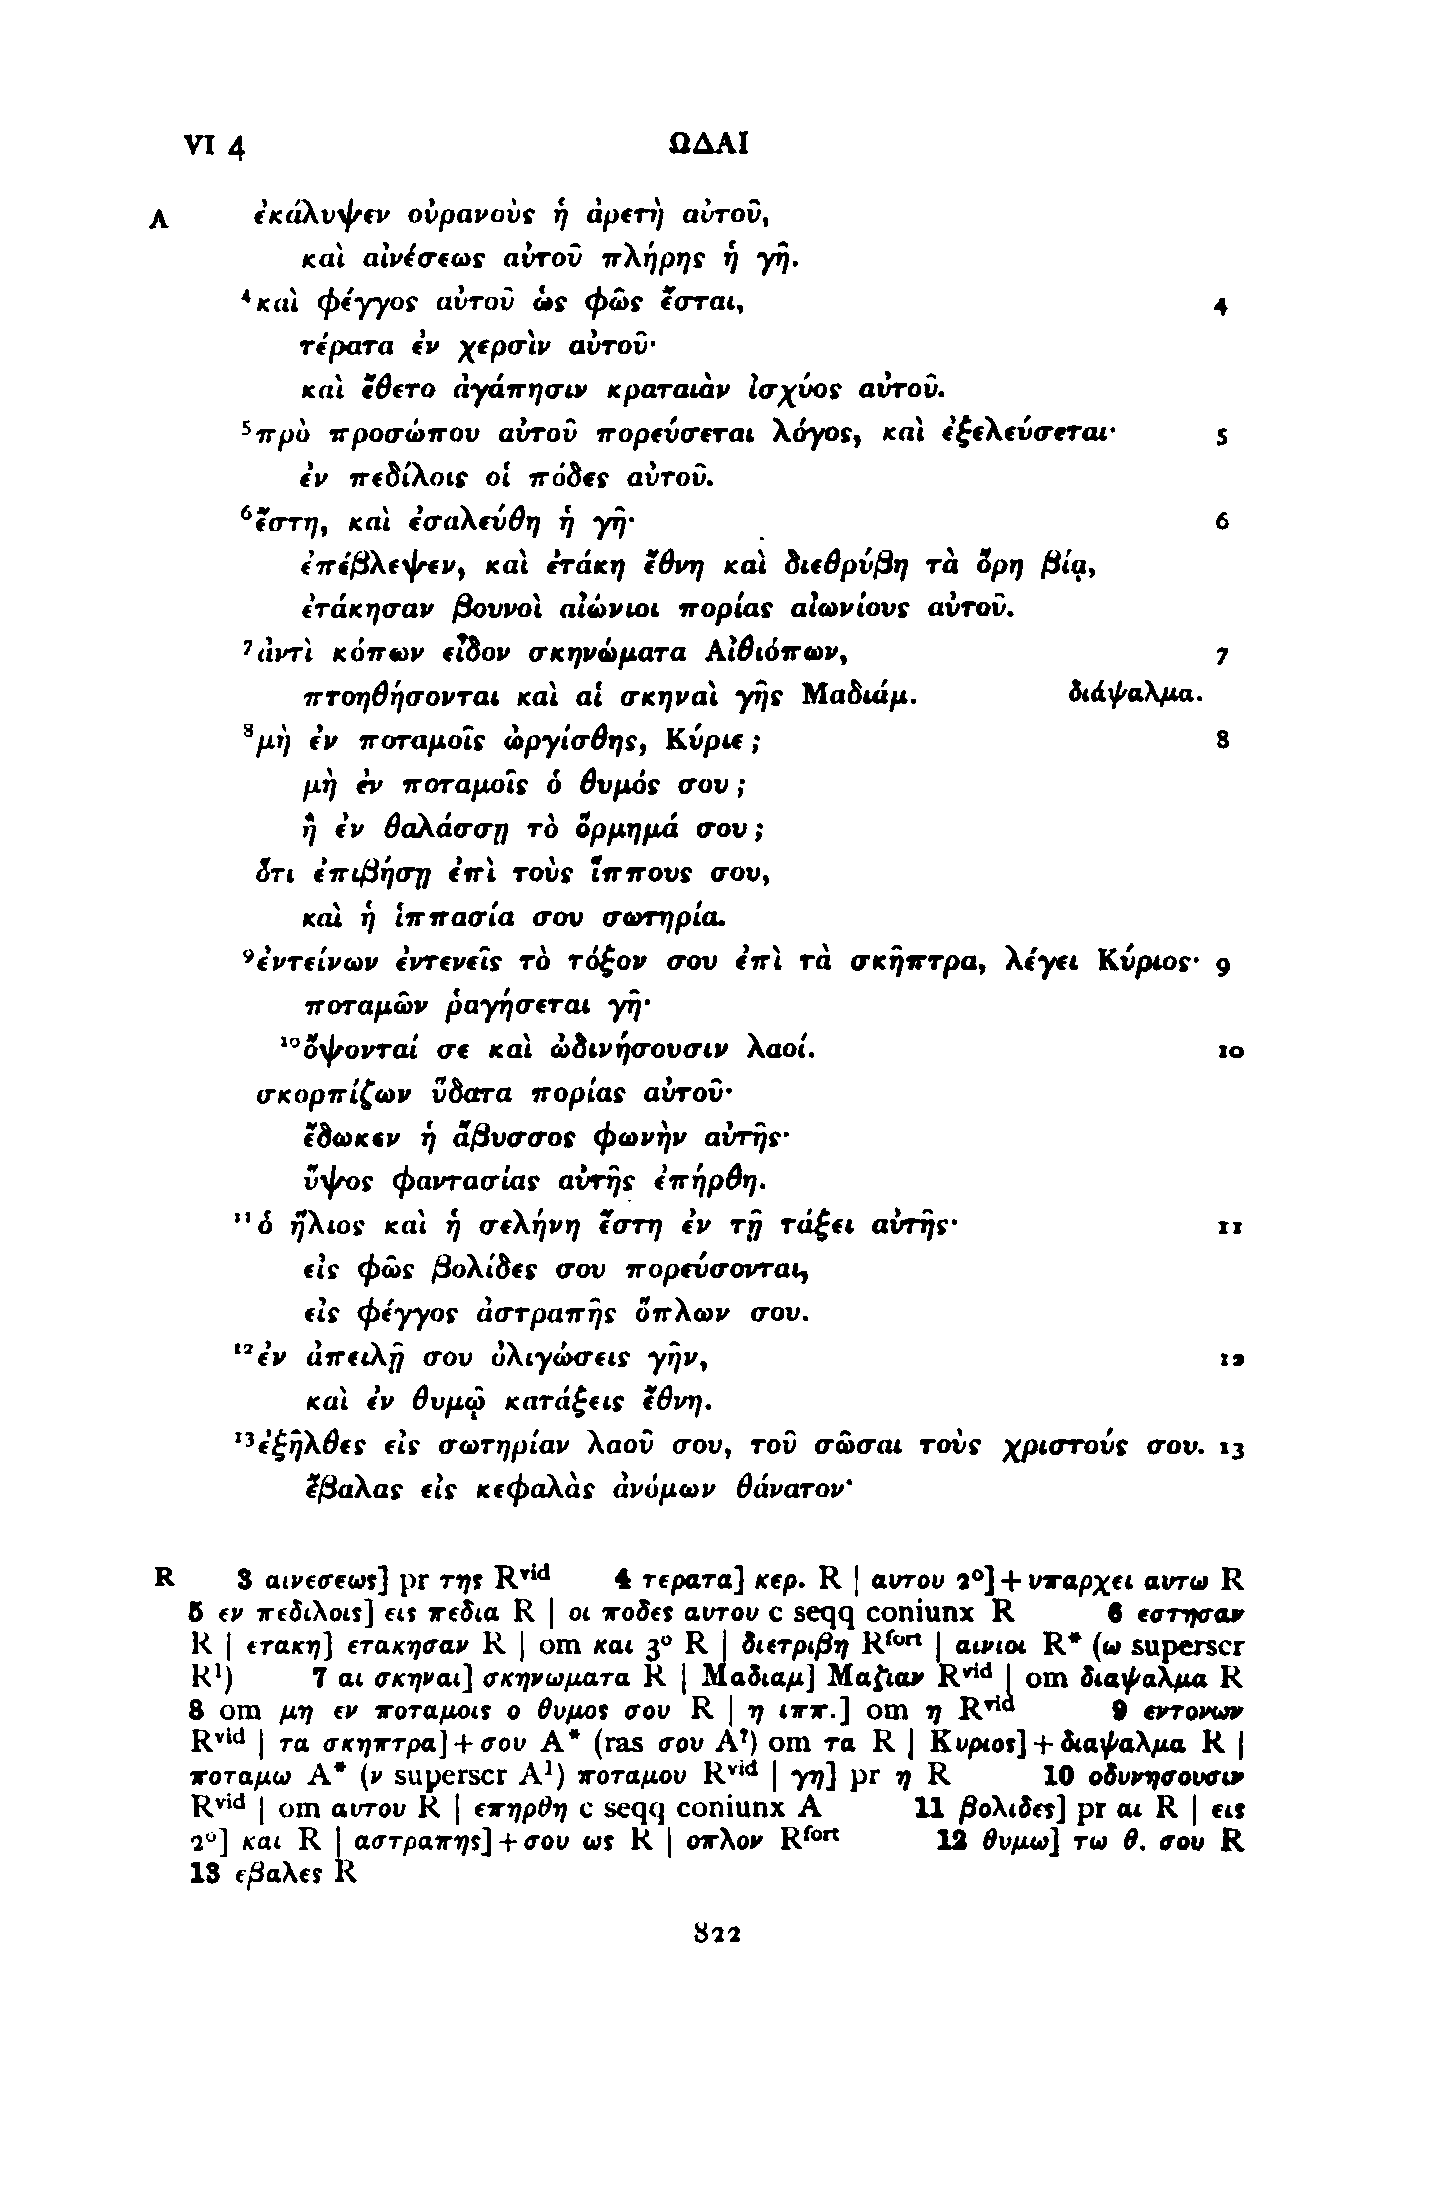 VI 4 ΩΔΑΙ
A ἐκάλυψεν οὐρανοὺς ἡ ἀρετὴ αὐτοῦ,
καὶ αἰνέσεως αὐτοῦ πλήρης ἡ γῆ.
⁴καὶ φέγγος αὐτοῦ ὡς φῶς ἔσται, 4
τέρατα ἐν χερσὶν αὐτοῦ·
καὶ ἔθετο ἀγάπησιν κραταιὰν ἰσχύος αὐτοῦ.
⁵πρὸ προσώπου αὐτοῦ πορεύσεται λόγος, καὶ ἐξελεύσεται· 5
ἐν πεδίλοις οἱ πόδες αὐτοῦ.
⁶ἔστη, καὶ ἐσαλεύθη ἡ γῆ· 6
ἐπέβλεψεν, καὶ ἐτάκη ἔθνη καὶ διεθρύβη τὰ ὄρη βίᾳ,
ἐτάκησαν βουνοὶ αἰώνιοι πορίας αἰωνίους αὐτοῦ.
⁷ἀντὶ κόπων εἶδον σκηνώματα Αἰθιόπων, 7
πτοηθήσονται καὶ αἱ σκηναὶ γῆς Μαδιάμ. διάψαλμα.
⁸μὴ ἐν ποταμοῖς ὠργίσθης, Κύριε; 8
μὴ ἐν ποταμοῖς ὁ θυμός σου;
ἢ ἐν θαλάσσῃ τὸ ὅρμημά σου;
ὅτι ἐπιβήσῃ ἐπὶ τοὺς ἵππους σου,
καὶ ἡ ἱππασία σου σωτηρία.
⁹ἐντείνων ἐντενεῖς τὸ τόξον σου ἐπὶ τὰ σκῆπτρα, λέγει Κύριος· 9
ποταμῶν ῥαγήσεται γῆ·
¹⁰ὄψονταί σε καὶ ὠδινήσουσιν λαοί. 10
σκορπίζων ὕδατα πορίας αὐτοῦ·
ἔδωκεν ἡ ἄβυσσος φωνὴν αὐτῆς·
ὕψος φαντασίας αὐτῆς ἐπήρθη.
¹¹ὁ ἥλιος καὶ ἡ σελήνη ἔστη ἐν τῇ τάξει αὐτῆς· 11
εἰς φῶς βολίδες σου πορεύσονται,
εἰς φέγγος ἀστραπῆς ὅπλων σου.
¹²ἐν ἀπειλῇ σου ὀλιγώσεις γῆν, 12
καὶ ἐν θυμῷ κατάξεις ἔθνη.
¹³ἐξῆλθες εἰς σωτηρίαν λαοῦ σου, τοῦ σῶσαι τοὺς χριστούς σου. 13
ἔβαλας εἰς κεφαλὰς ἀνόμων θάνατον·
R 3 αινεσεως] pr της Rᵛⁱᵈ 4 τερατα] κερ. R | αυτου 2°]+υπαρχει αυτω R
5 εν πεδιλοις] εις πεδια R | οι ποδες αυτου c seqq coniunx R 6 εστησαν
R | ετακη] ετακησαν R | om και 3° R | διετριβη Rᶠᵒʳᵗ | αινιοι R* (ω superscr
R¹) 7 αι σκηναι] σκηνωματα R | Μαδιαμ] Μαζιαν Rᵛⁱᵈ | om διαψαλμα R
8 om μη εν ποταμοις ο θυμος σου R | η ιππ.] om η Rᵛⁱᵈ 9 εντονων
Rᵛⁱᵈ | τα σκηπτρα]+σου A* (ras σου A?) om τα R | Κυριος]+διαψαλμα R |
ποταμω A* (ν superscr A¹) ποταμου Rᵛⁱᵈ | γη] pr η R 10 οδυνησουσιν
Rᵛⁱᵈ | om αυτου R | επηρθη c seqq coniunx A 11 βολιδες] pr αι R | εις
2°] και R | αστραπης]+σου ως R | οπλον Rᶠᵒʳᵗ 12 θυμω] τω θ. σου R
13 εβαλες R
822